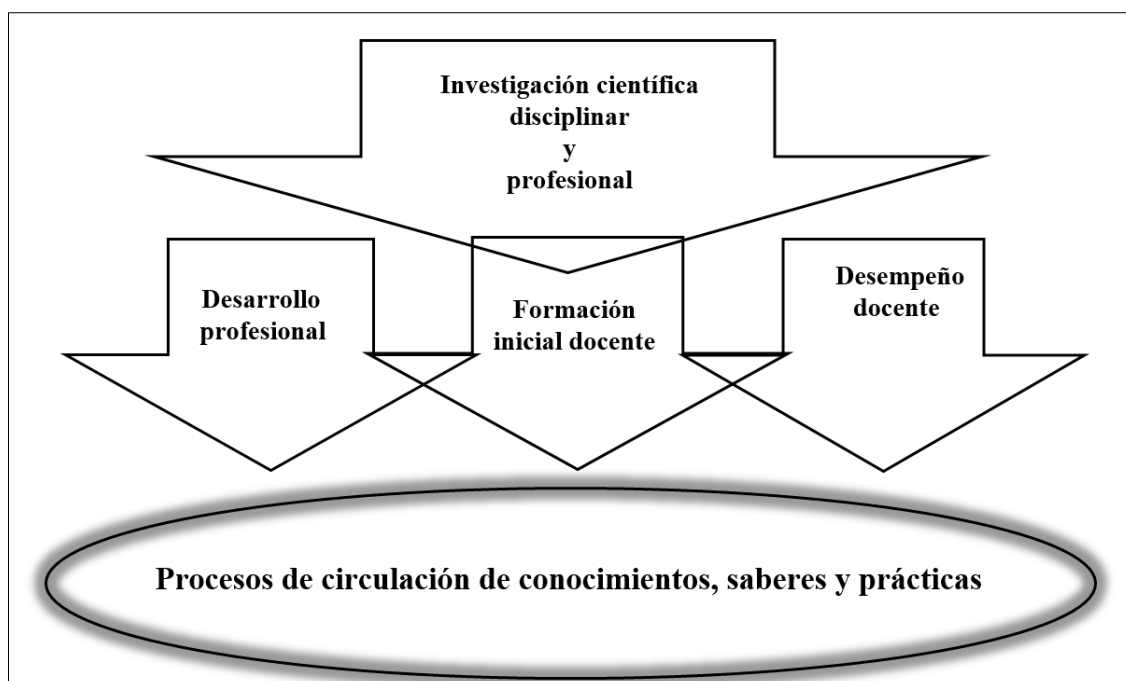 Investigación científica
disciplinar
y
profesional
Desarrollo
profesional
Formación
inicial docente
Desempeño
docente
Procesos de circulación de conocimientos, saberes y prácticas